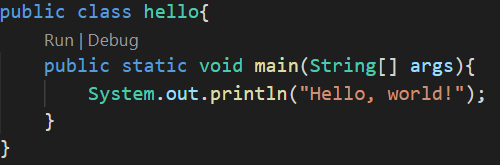 public class hello{
Run | Debug
public static void main(String[] args){
System.out.println("Hello, world!");
}
}